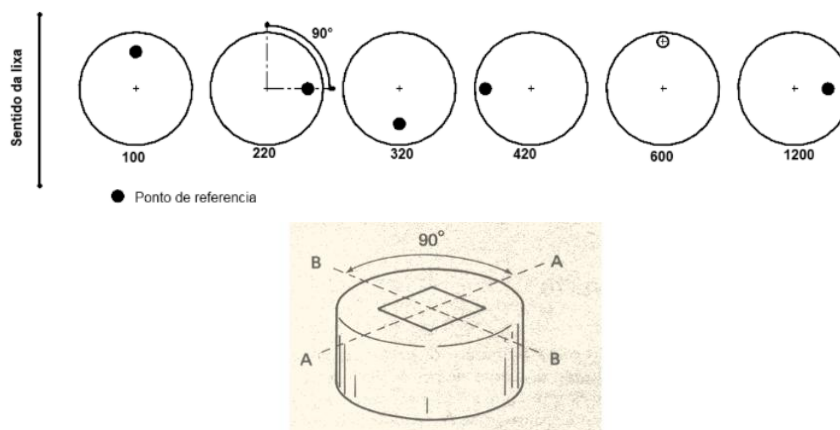 Sentido da lixa
90°
100
220
320
420
600
1200
Ponto de referencia
90°
B
A
A
B